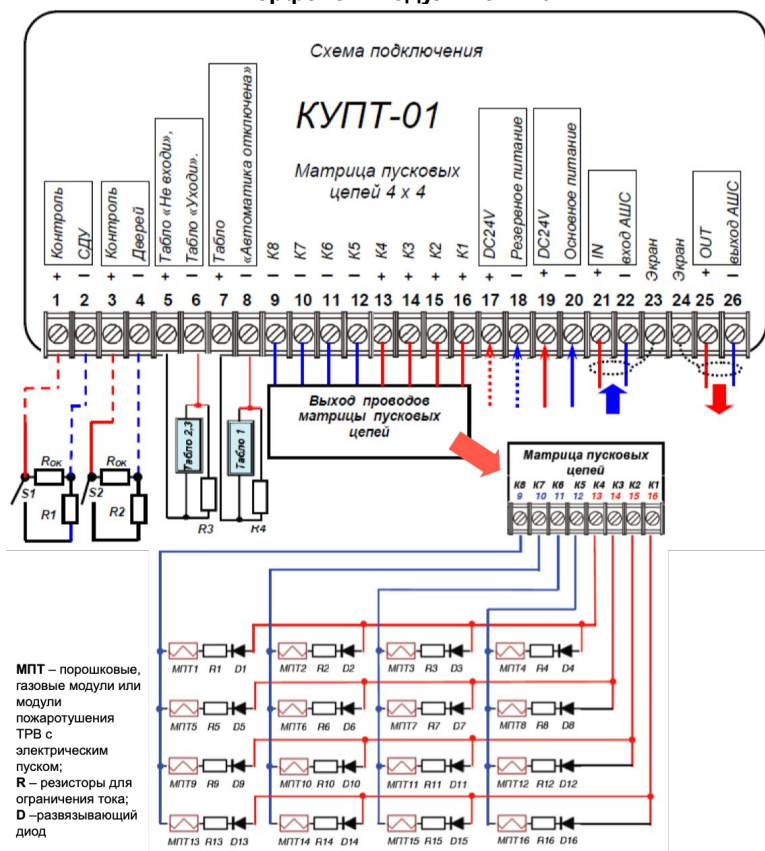 Схема подключения
КУПТ-01
Матрица пусковых
цепей 4 x 4
+ Контроль
− СДУ
+ Контроль
− Дверей
+ Табло «Не входи»,
− Табло «Уходи».
+ Табло
− «Автоматика отключена»
− К8
− К7
− К6
− К5
+ К4
+ К3
+ К2
+ К1
+ DC24V
− Резервное питание
+ DC24V
− Основное питание
+ IN
− вход АШС
Экран
Экран
+ OUT
− выход АШС
1 2 3 4 5 6 7 8 9 10 11 12 13 14 15 16 17 18 19 20 21 22 23 24 25 26
Выход проводов
матрицы пусковых
цепей
Табло 2,3
Табло 1
Rок Rок
S1 S2
R1 R2
R3 R4
Матрица пусковых
цепей
К8 К7 К6 К5 К4 К3 К2 К1
9 10 11 12 13 14 15 16
МПТ1 R1 D1 МПТ2 R2 D2 МПТ3 R3 D3 МПТ4 R4 D4
МПТ5 R5 D5 МПТ6 R6 D6 МПТ7 R7 D7 МПТ8 R8 D8
МПТ9 R9 D9 МПТ10 R10 D10 МПТ11 R11 D11 МПТ12 R12 D12
МПТ13 R13 D13 МПТ14 R14 D14 МПТ15 R15 D15 МПТ16 R16 D16
МПТ – порошковые,
газовые модули или
модули
пожаротушения
ТРВ с
электрическим
пуском;
R – резисторы для
ограничения тока;
D –развязывающий
диод